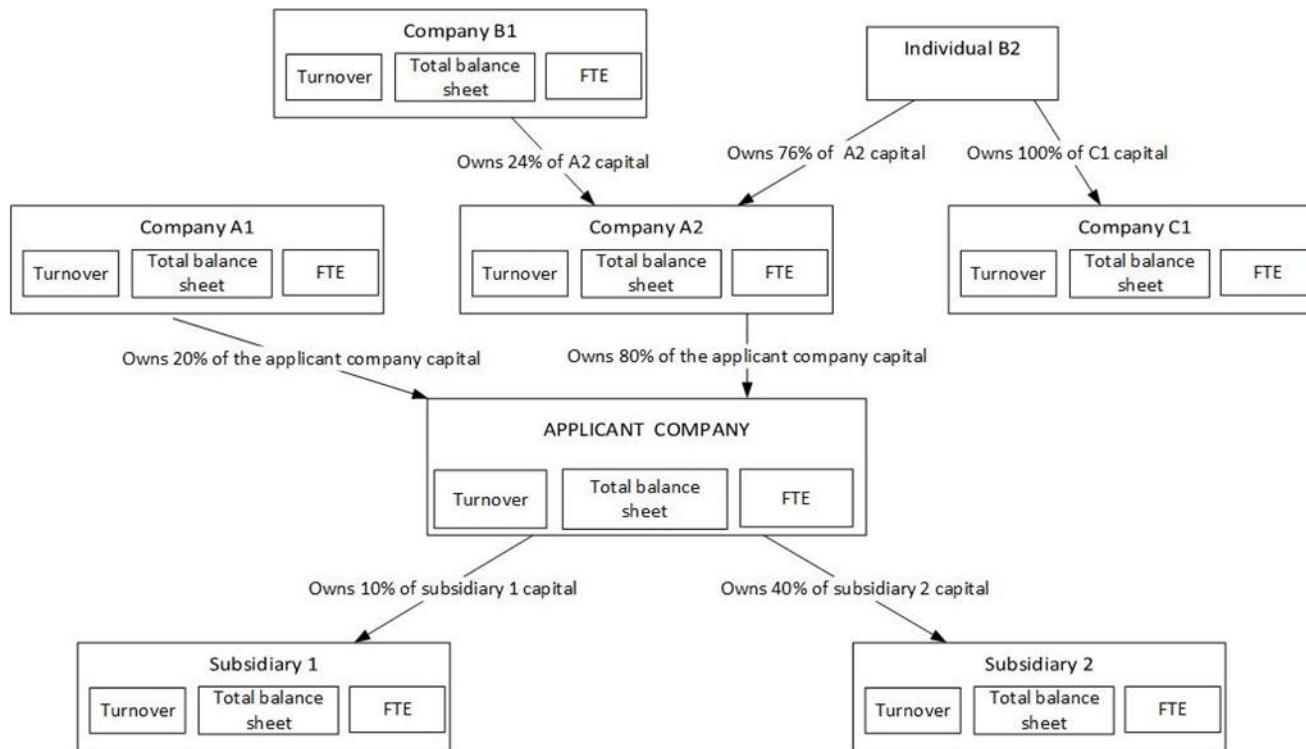 Company B1
Turnover
Total balance
sheet
FTE
Individual B2
Owns 24% of A2 capital
Owns 76% of A2 capital
Owns 100% of C1 capital
Company A1
Turnover
Total balance
sheet
FTE
Company A2
Turnover
Total balance
sheet
FTE
Company C1
Turnover
Total balance
sheet
FTE
Owns 20% of the applicant company capital
Owns 80% of the applicant company capital
APPLICANT COMPANY
Turnover
Total balance
sheet
FTE
Owns 10% of subsidiary 1 capital
Owns 40% of subsidiary 2 capital
Subsidiary 1
Turnover
Total balance
sheet
FTE
Subsidiary 2
Turnover
Total balance
sheet
FTE